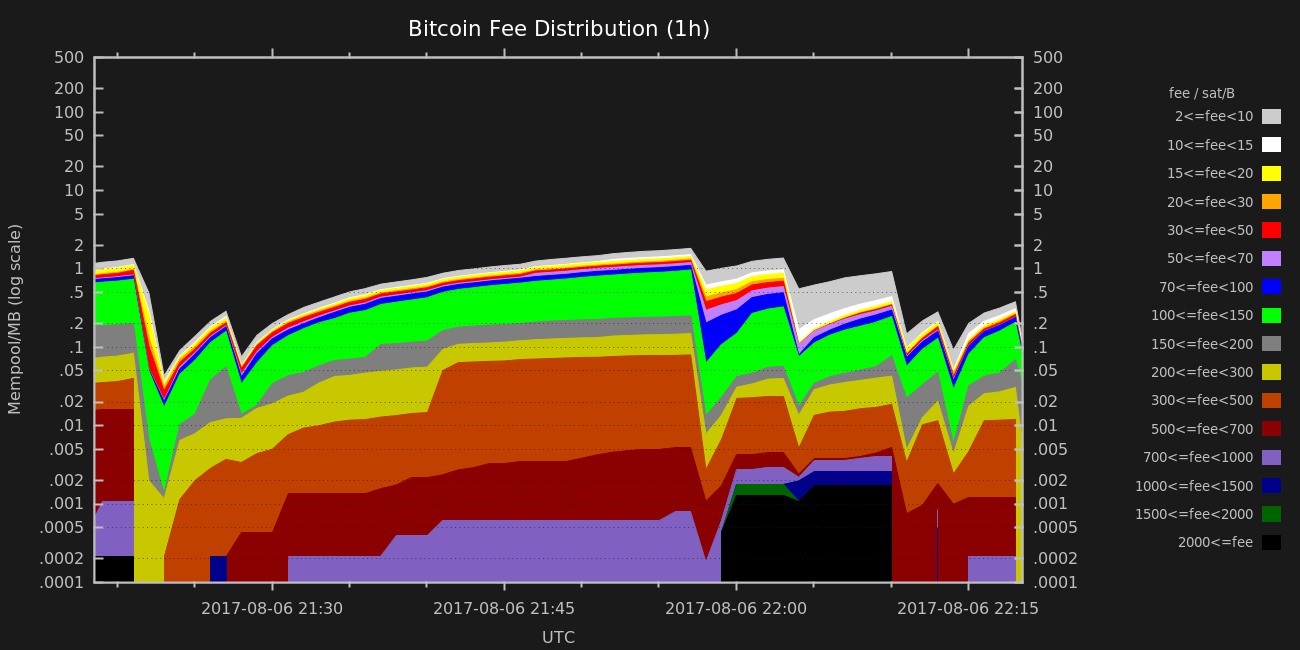 Bitcoin Fee Distribution (1h)
500 500
200 200
100 100
50 50
20 20
10 10
5 5
2 2
1 1
.5 .5
.2 .2
.1 .1
.05 .05
.02 .02
.01 .01
.005 .005
.002 .002
.001 .001
.0005 .0005
.0002 .0002
.0001 .0001
Mempool/MB (log scale)
2017-08-06 21:30 2017-08-06 21:45 2017-08-06 22:00 2017-08-06 22:15
UTC
fee / sat/B
2<=fee<10
10<=fee<15
15<=fee<20
20<=fee<30
30<=fee<50
50<=fee<70
70<=fee<100
100<=fee<150
150<=fee<200
200<=fee<300
300<=fee<500
500<=fee<700
700<=fee<1000
1000<=fee<1500
1500<=fee<2000
2000<=fee